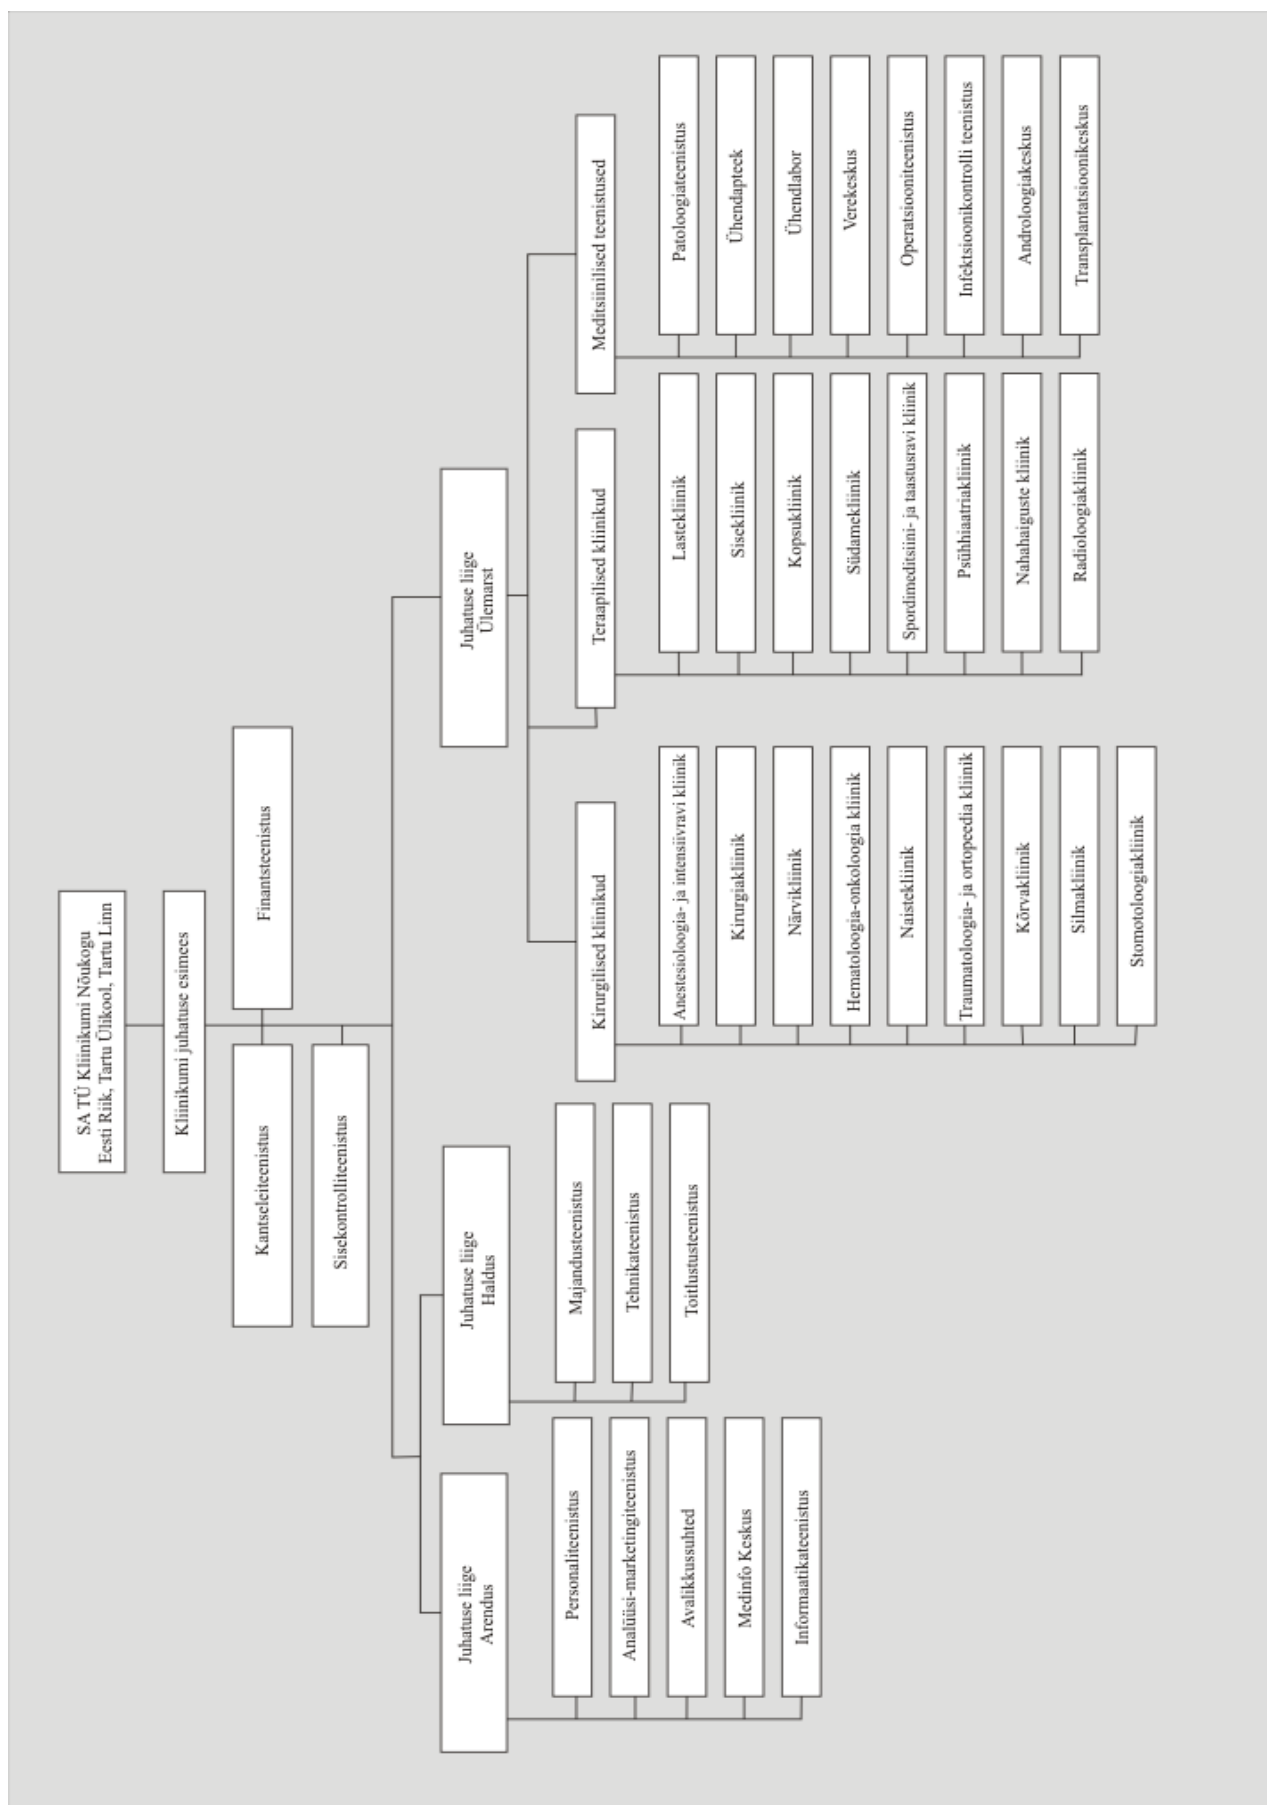 SA TÜ Kliinikumi Nõukogu
Eesti Riik, Tartu Ülikool, Tartu Linn
Kliinikumi juhatuse esimees
Kantseleiteenistus
Finantsteenistus
Sisekontrolliteenistus
Juhatuse liige
Arendus
Juhatuse liige
Haldus
Juhatuse liige
Ülemarst
Personaliteenistus
Analüüsi-marketingiteenistus
Avalikkussuhted
Medinfo Keskus
Informaatikateenistus
Majandusteenistus
Tehnikateenistus
Toitlustusteenistus
Kirurgilised kliinikud
Anestesioloogia- ja intensiivravi kliinik
Kirurgiakliinik
Närvikliinik
Hematoloogia-onkoloogia kliinik
Naistekliinik
Traumatoloogia- ja ortopeedia kliinik
Kõrvakliinik
Silmakliinik
Stomotoloogiakliinik
Teraapilised kliinikud
Lastekliinik
Sisekliinik
Kopsukliinik
Südamekliinik
Spordimeditsiini- ja taastusravi kliinik
Psühhiaatriakliinik
Nahahaiguste kliinik
Radioloogiakliinik
Meditsiinilised teenistused
Patoloogiateenistus
Ühendapteek
Ühendlabor
Verekeskus
Operatsiooniteenistus
Infektsioonikontrolli teenistus
Androloogiakeskus
Transplantatsioonikeskus